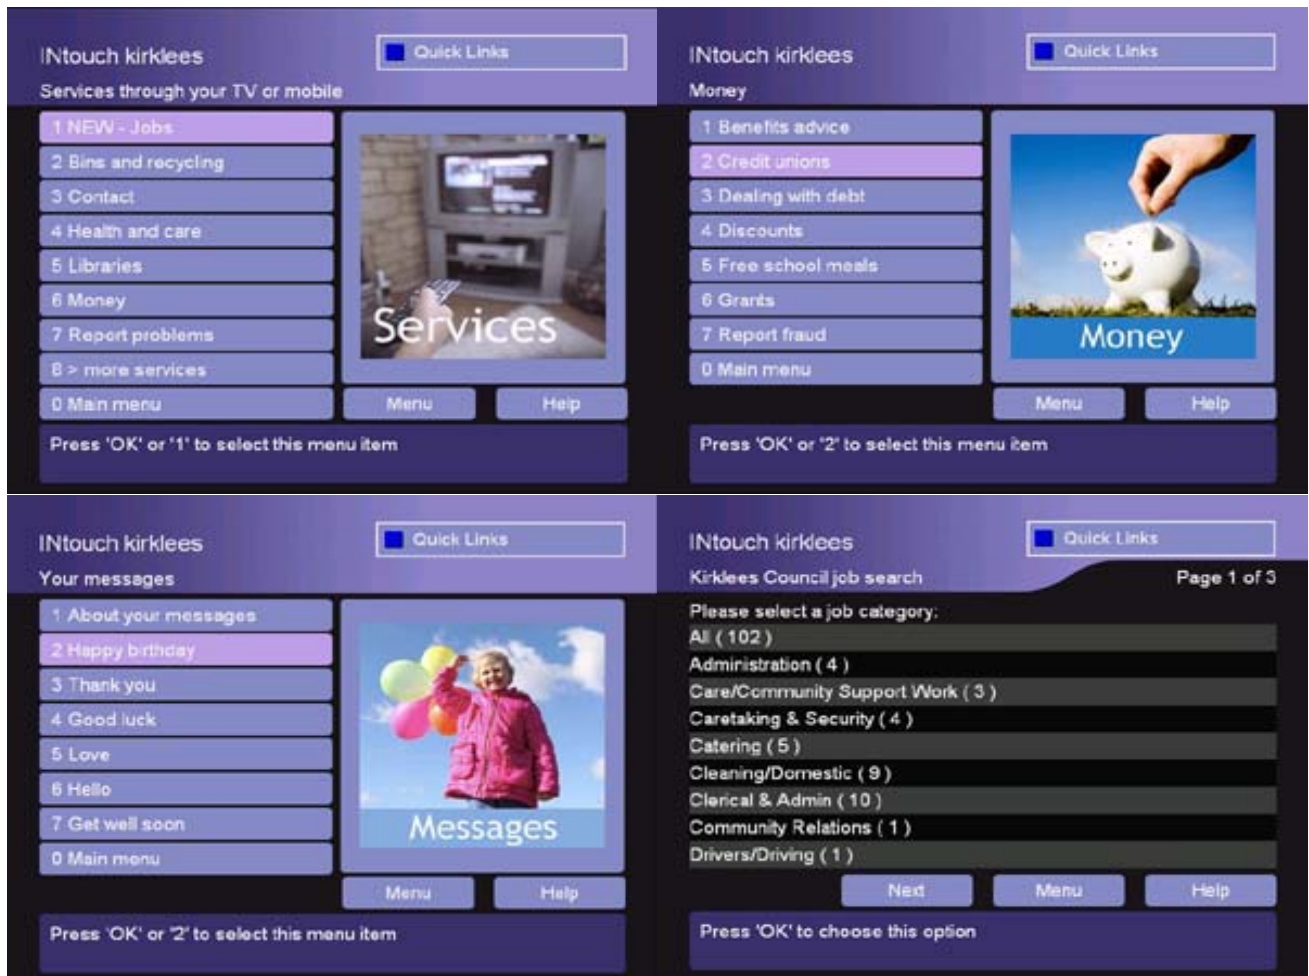 INtouch kirklees
Quick Links
Services through your TV or mobile
1 NEW - Jobs
2 Bins and recycling
3 Contact
4 Health and care
5 Libraries
6 Money
7 Report problems
8 > more services
0 Main menu
Services
Menu
Help
Press 'OK' or '1' to select this menu item
INtouch kirklees
Quick Links
Money
1 Benefits advice
2 Credit unions
3 Dealing with debt
4 Discounts
5 Free school meals
6 Grants
7 Report fraud
0 Main menu
Money
Menu
Help
Press 'OK' or '2' to select this menu item
INtouch kirklees
Quick Links
Your messages
1 About your messages
2 Happy birthday
3 Thank you
4 Good luck
5 Love
6 Hello
7 Get well soon
0 Main menu
Messages
Menu
Help
Press 'OK' or '2' to select this menu item
INtouch kirklees
Quick Links
Kirklees Council job search
Page 1 of 3
Please select a job category:
All ( 102 )
Administration ( 4 )
Care/Community Support Work ( 3 )
Caretaking & Security ( 4 )
Catering ( 5 )
Cleaning/Domestic ( 9 )
Clerical & Admin ( 10 )
Community Relations ( 1 )
Drivers/Driving ( 1 )
Next
Menu
Help
Press 'OK' to choose this option